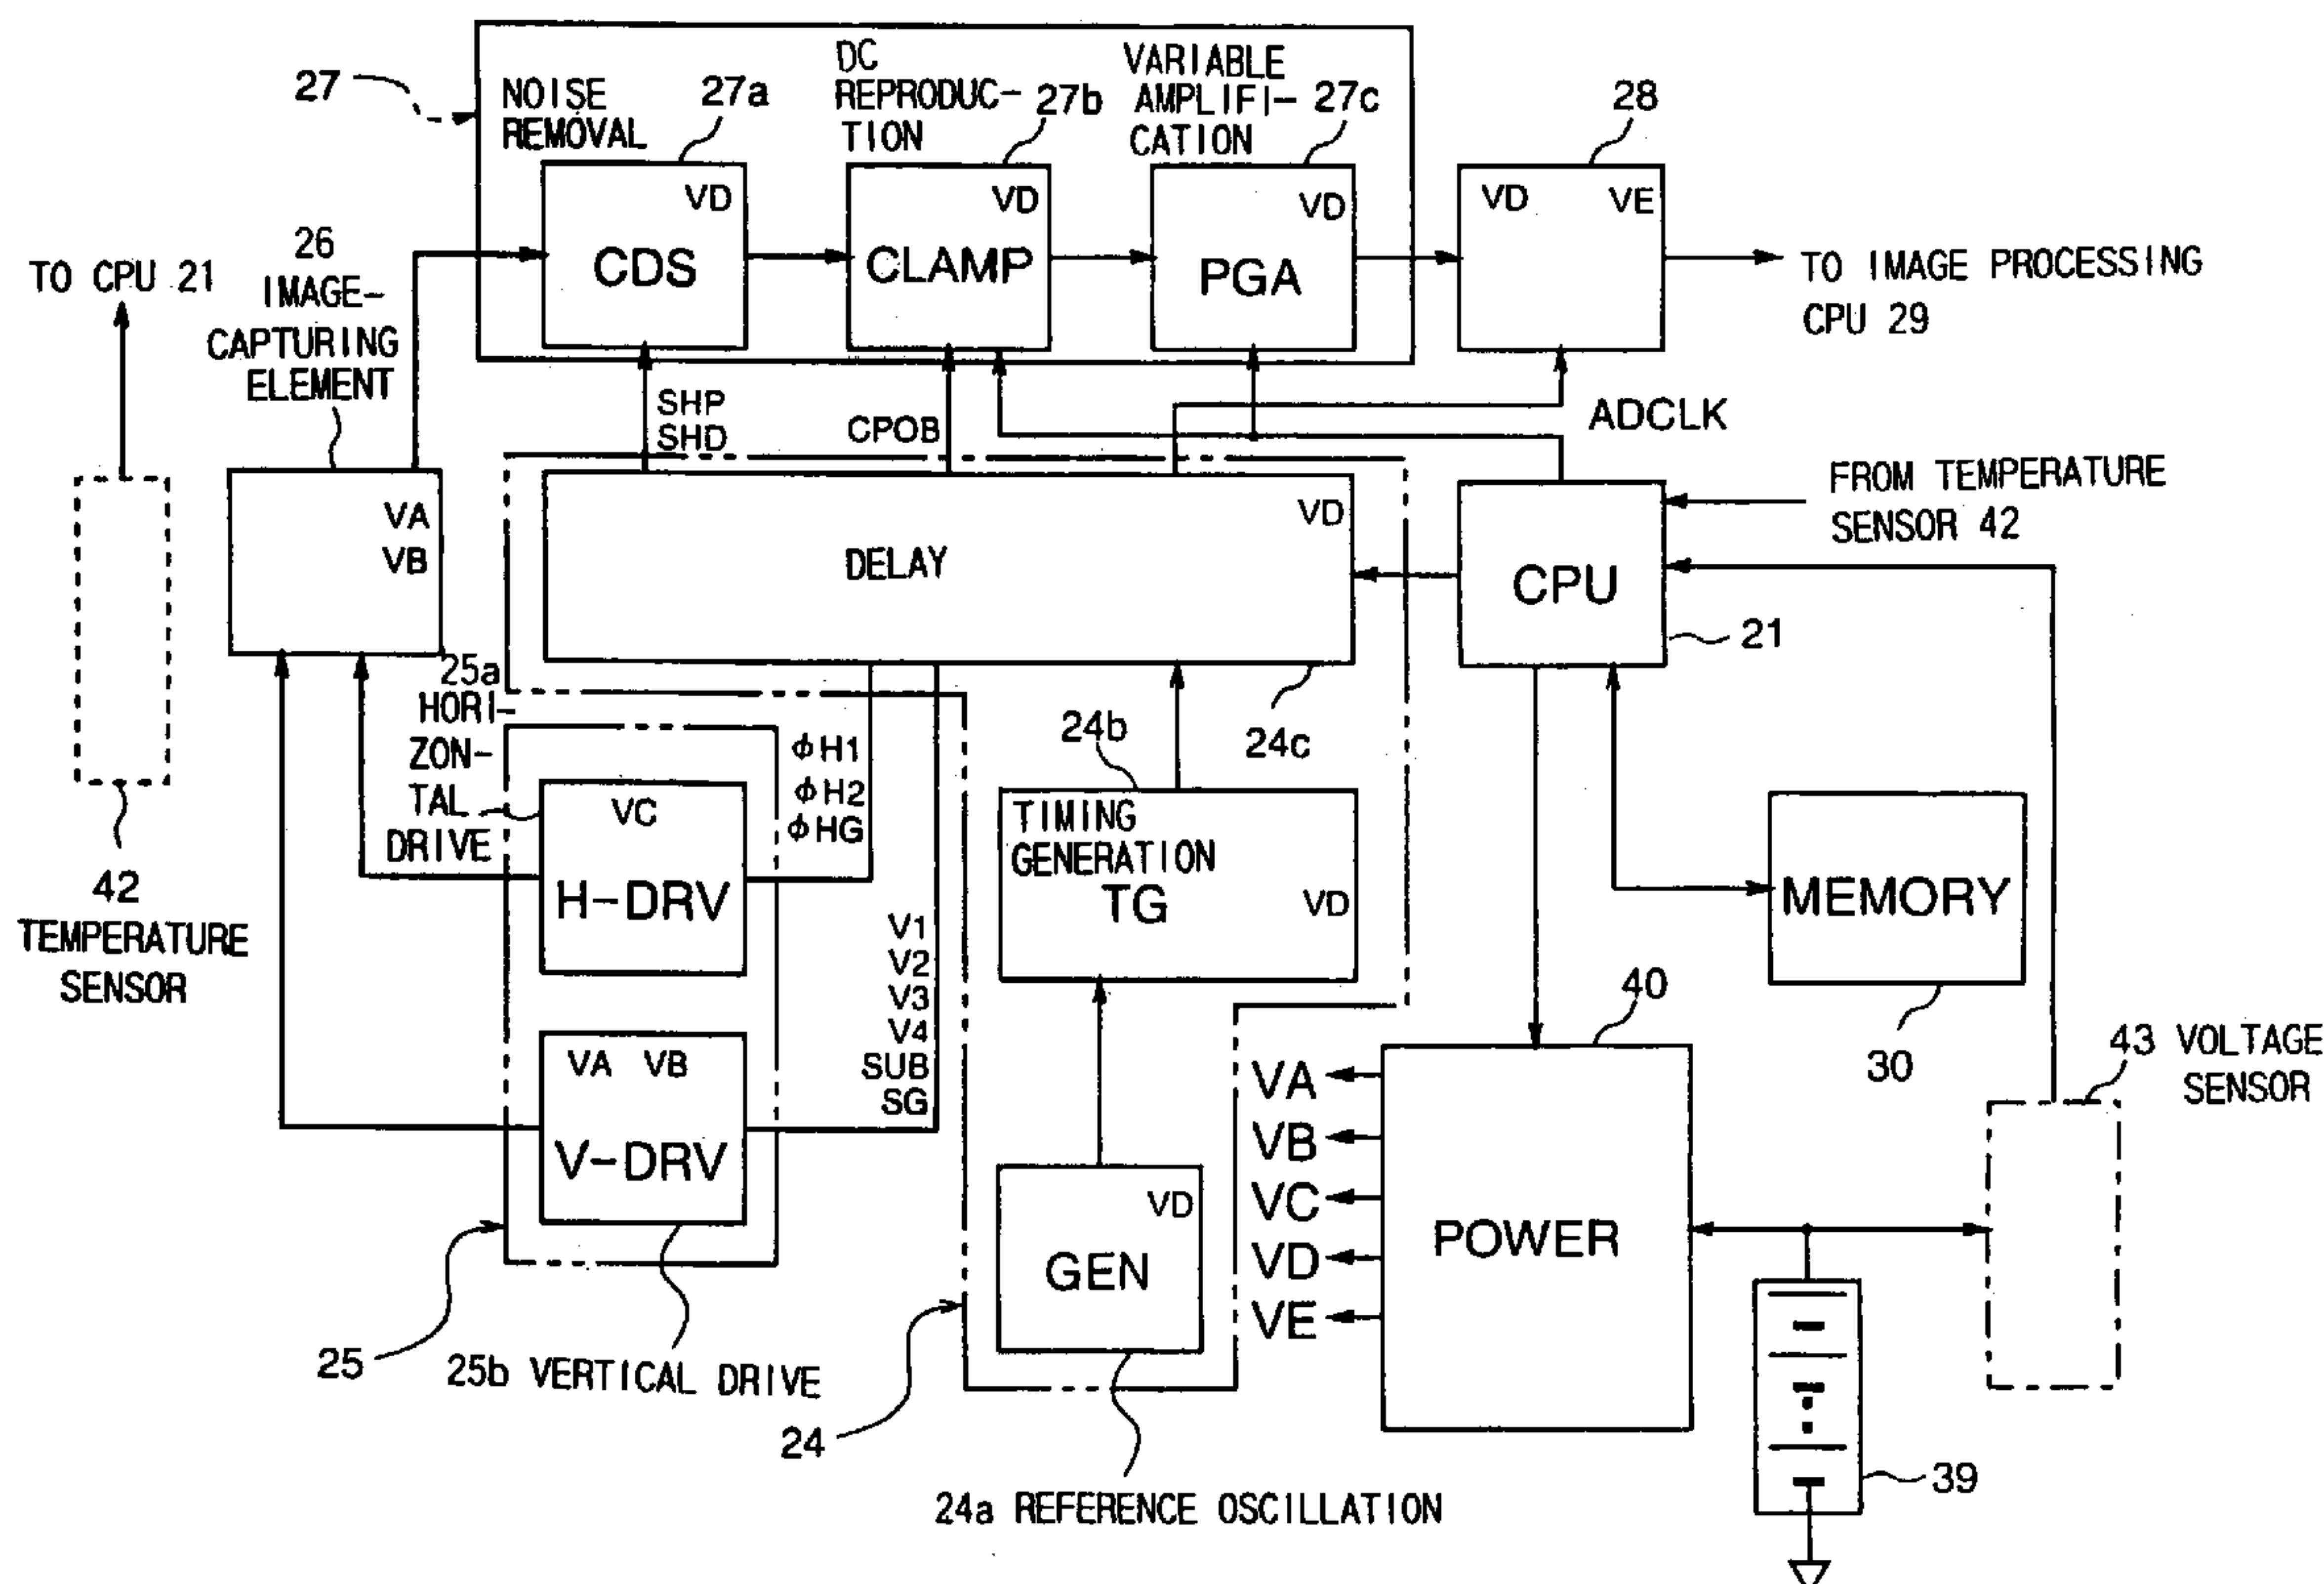 27
NOISE
REMOVAL
27a
DC
REPRODUC-
TION
27b
VARIABLE
AMPLIFI-
CATION
27c
28
VD
CDS
VD
CLAMP
VD
PGA
VD VE
TO IMAGE PROCESSING
CPU 29
TO CPU 21
26
IMAGE-
CAPTURING
ELEMENT
SHP
SHD
CPOB
ADCLK
VA
VB
VD
DELAY
CPU
FROM TEMPERATURE
SENSOR 42
21
25a
HORI-
ZON-
TAL
DRIVE
φH1
φH2
φHG
24b
24c
VC
H-DRV
TIMING
GENERATION
TG
VD
MEMORY
30
42
TEMPERATURE
SENSOR
V1
V2
V3
V4
SUB
SG
VA VB
V-DRV
40
43 VOLTAGE
SENSOR
VA
VB
VC
VD
VE
POWER
VD
GEN
25
25b VERTICAL DRIVE
24
24a REFERENCE OSCILLATION
39